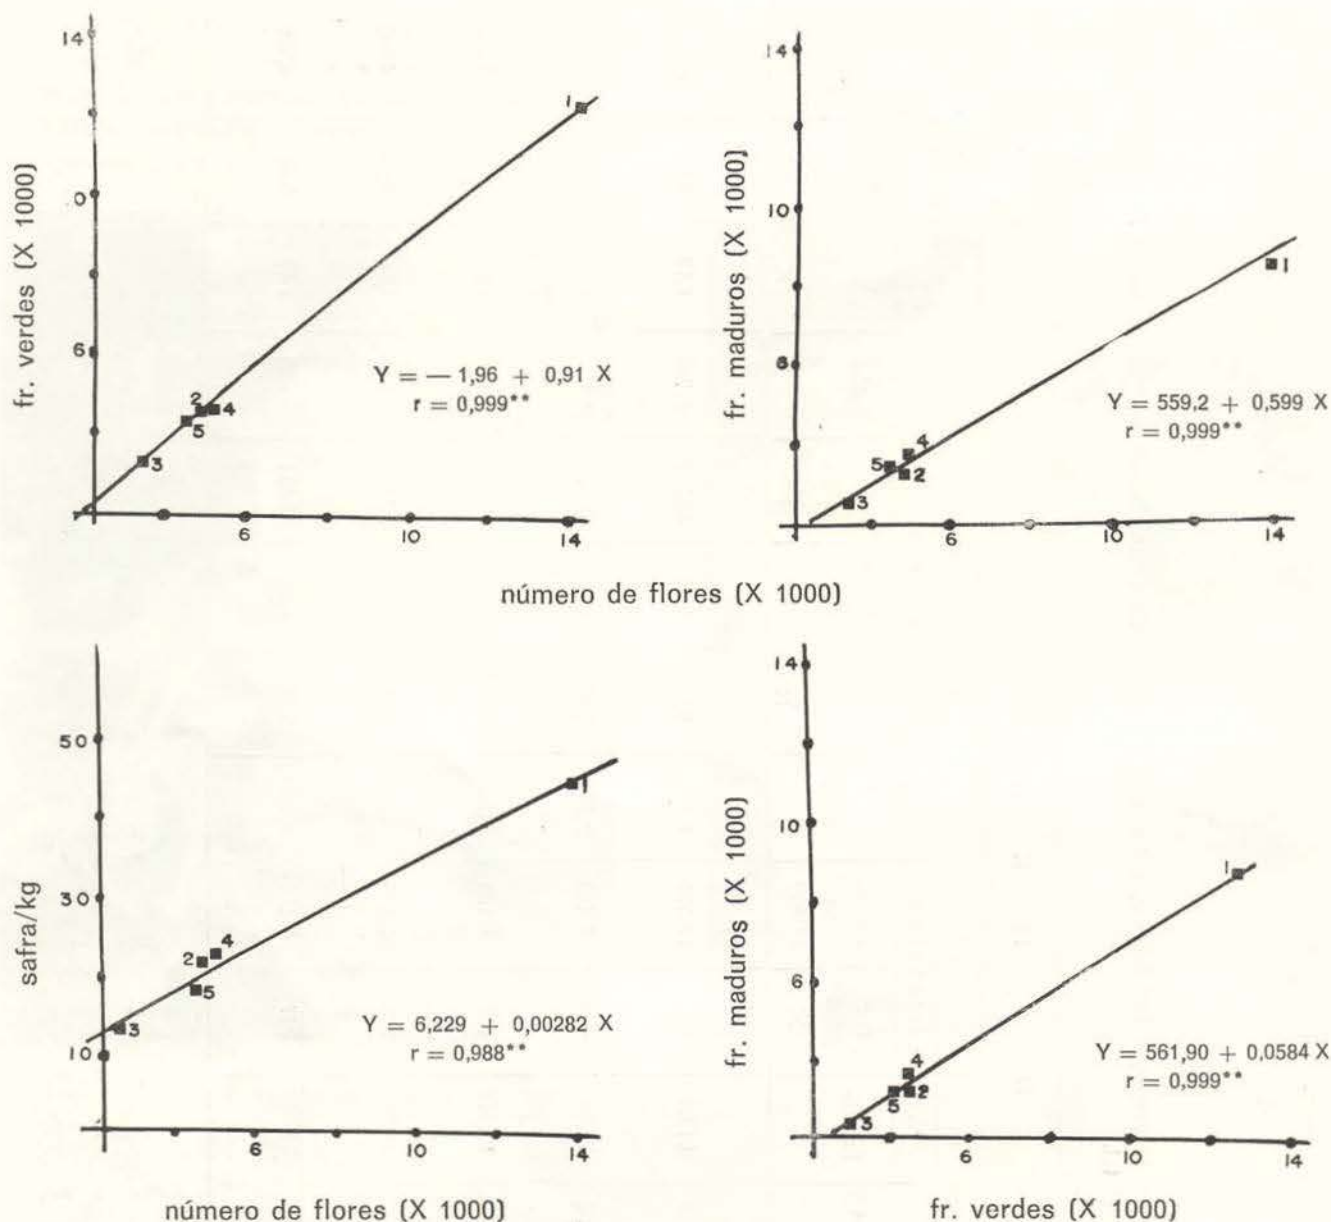 14
0
6
fr. verdes (X 1000)
1
2
4
5
3
Y = — 1,96 + 0,91 X
r = 0,999**
6
10
14
14
10
6
fr. maduros (X 1000)
1
4
5
2
3
Y = 559,2 + 0,599 X
r = 0,999**
6
10
14
número de flores (X 1000)
50
30
10
safra/kg
1
2
4
5
3
Y = 6,229 + 0,00282 X
r = 0,988**
6
10
14
número de flores (X 1000)
14
10
6
fr. maduros (X 1000)
1
4
5
2
3
Y = 561,90 + 0,0584 X
r = 0,999**
6
10
14
fr. verdes (X 1000)